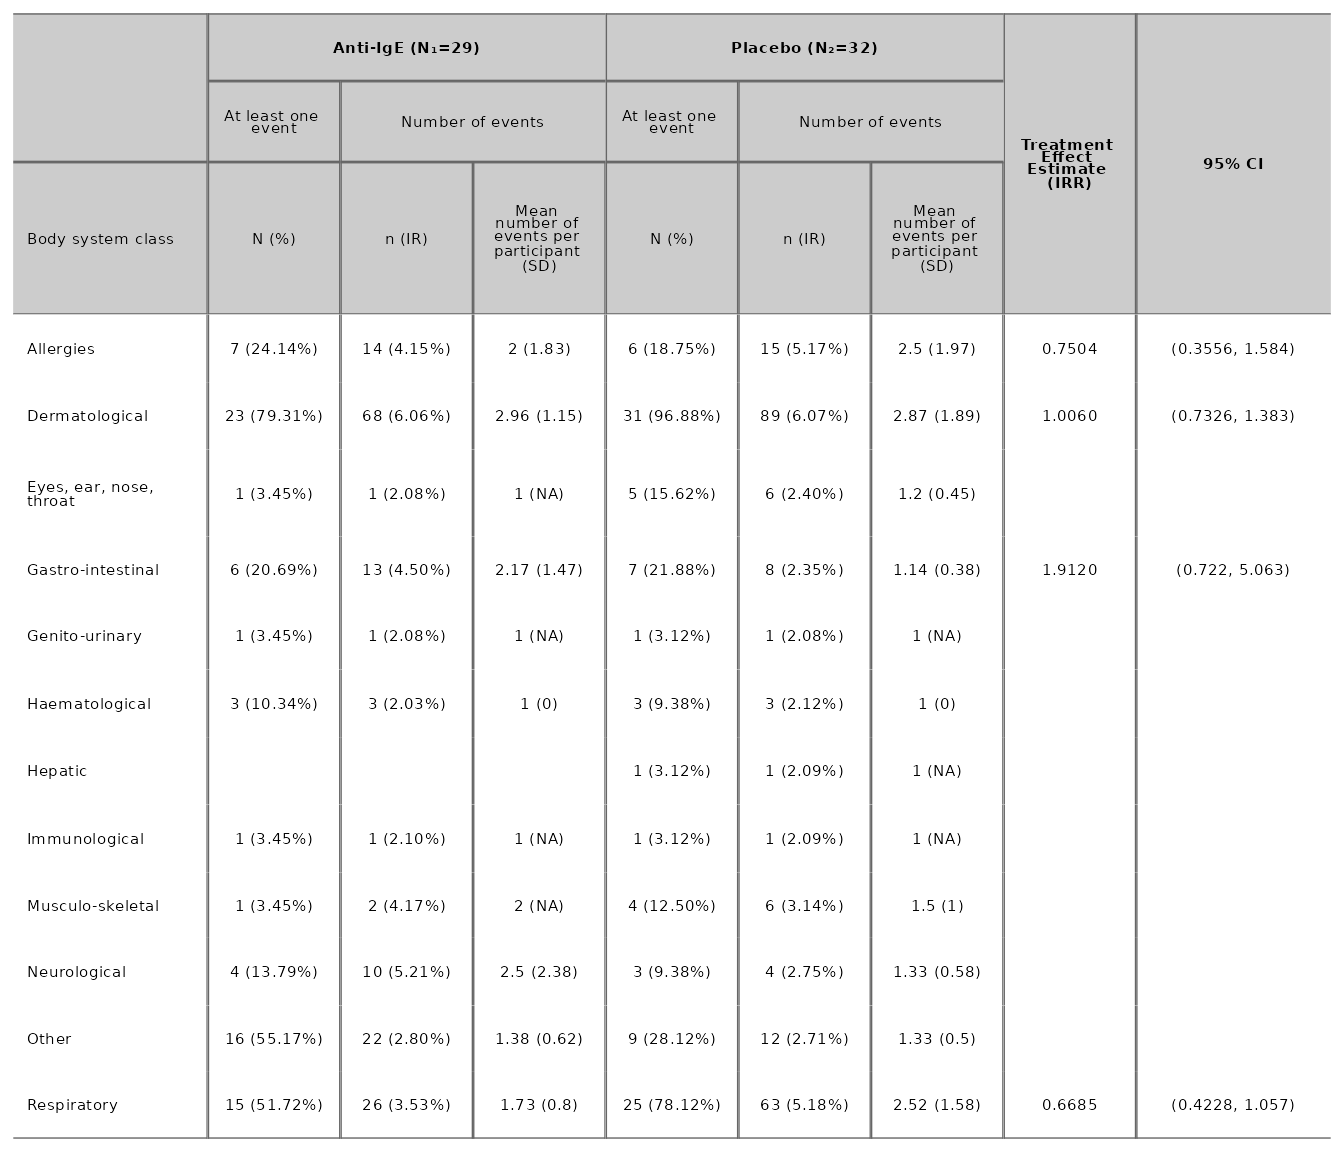 Anti-IgE (N₁=29) Placebo (N₂=32)
At least one
event
Number of events
At least one
event
Number of events
Treatment
Effect
Estimate
(IRR)
95% CI
Body system class
N (%)
n (IR)
Mean
number of
events per
participant
(SD)
N (%)
n (IR)
Mean
number of
events per
participant
(SD)
Allergies 7 (24.14%) 14 (4.15%) 2 (1.83) 6 (18.75%) 15 (5.17%) 2.5 (1.97) 0.7504 (0.3556, 1.584)
Dermatological 23 (79.31%) 68 (6.06%) 2.96 (1.15) 31 (96.88%) 89 (6.07%) 2.87 (1.89) 1.0060 (0.7326, 1.383)
Eyes, ear, nose,
throat
1 (3.45%) 1 (2.08%) 1 (NA) 5 (15.62%) 6 (2.40%) 1.2 (0.45)
Gastro-intestinal 6 (20.69%) 13 (4.50%) 2.17 (1.47) 7 (21.88%) 8 (2.35%) 1.14 (0.38) 1.9120 (0.722, 5.063)
Genito-urinary 1 (3.45%) 1 (2.08%) 1 (NA) 1 (3.12%) 1 (2.08%) 1 (NA)
Haematological 3 (10.34%) 3 (2.03%) 1 (0) 3 (9.38%) 3 (2.12%) 1 (0)
Hepatic 1 (3.12%) 1 (2.09%) 1 (NA)
Immunological 1 (3.45%) 1 (2.10%) 1 (NA) 1 (3.12%) 1 (2.09%) 1 (NA)
Musculo-skeletal 1 (3.45%) 2 (4.17%) 2 (NA) 4 (12.50%) 6 (3.14%) 1.5 (1)
Neurological 4 (13.79%) 10 (5.21%) 2.5 (2.38) 3 (9.38%) 4 (2.75%) 1.33 (0.58)
Other 16 (55.17%) 22 (2.80%) 1.38 (0.62) 9 (28.12%) 12 (2.71%) 1.33 (0.5)
Respiratory 15 (51.72%) 26 (3.53%) 1.73 (0.8) 25 (78.12%) 63 (5.18%) 2.52 (1.58) 0.6685 (0.4228, 1.057)